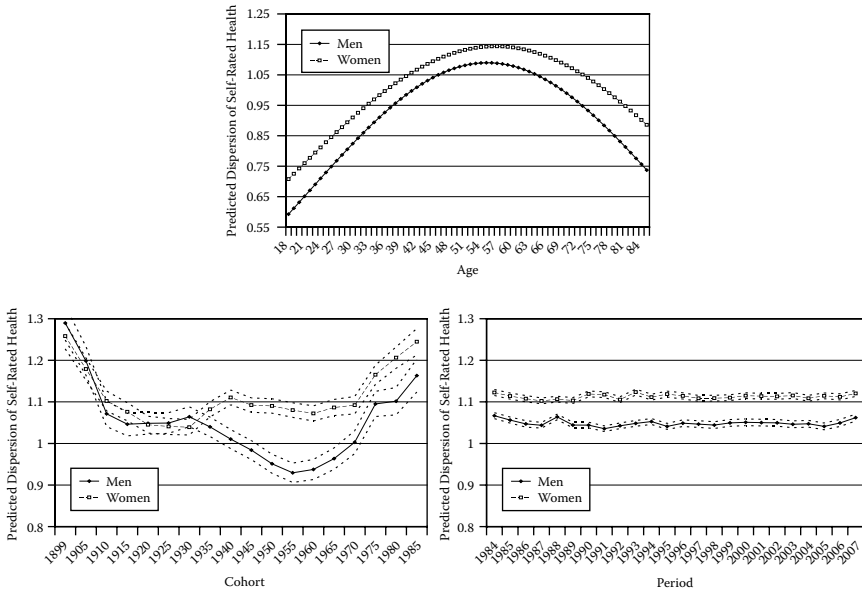 Predicted Dispersion of Self-Rated Health
1.25
1.15
1.05
0.95
0.85
0.75
0.65
0.55
Men
Women
18 21 24 27 30 33 36 39 42 45 48 51 54 57 60 63 66 69 72 75 78 81 84
Age
Predicted Dispersion of Self-Rated Health
1.3
1.2
1.1
1
0.9
0.8
Men
Women
1899 1905 1910 1915 1920 1925 1930 1935 1940 1945 1950 1955 1960 1965 1970 1975 1980 1985
Cohort
Predicted Dispersion of Self-Rated Health
1.3
1.2
1.1
1
0.9
0.8
Men
Women
1984 1985 1986 1987 1988 1989 1990 1991 1992 1993 1994 1995 1996 1997 1998 1999 2000 2001 2002 2003 2004 2005 2006 2007
Period